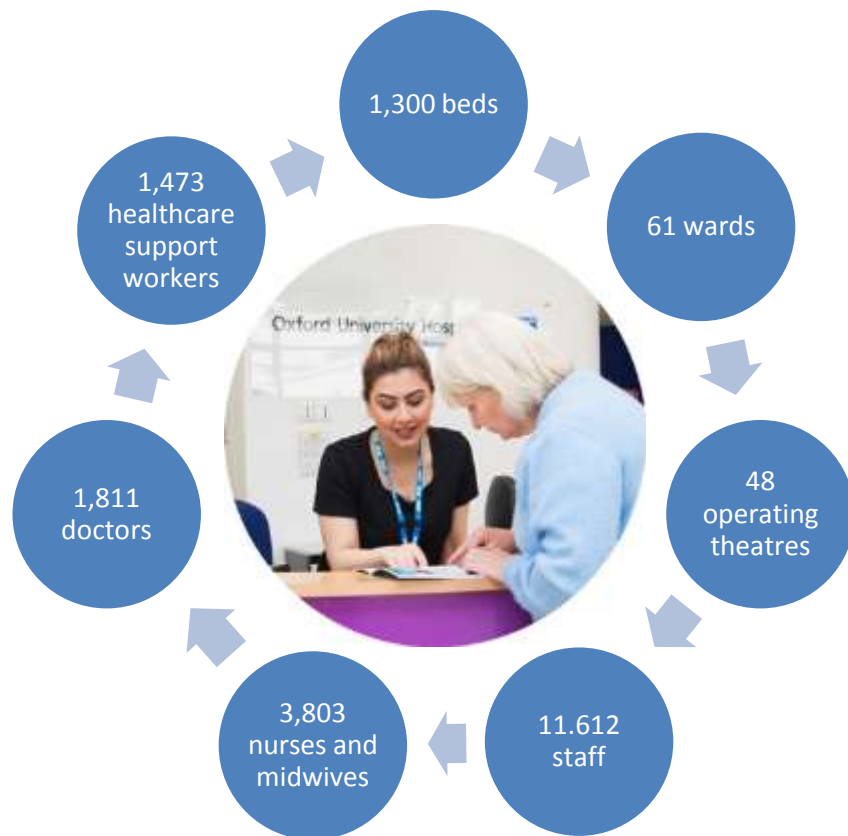 1,300 beds
61 wards
48
operating
theatres
11.612
staff
3,803
nurses and
midwives
1,811
doctors
1,473
healthcare
support
workers
Oxford University Hosp